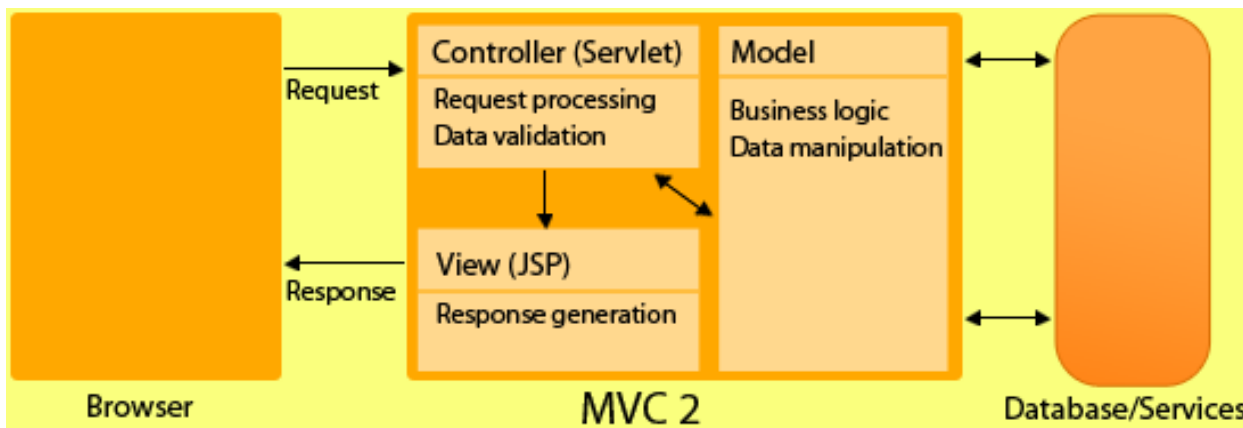 Request
Controller (Servlet)
Request processing
Data validation
Model
Business logic
Data manipulation
Response
View (JSP)
Response generation
Browser
MVC 2
Database/Services